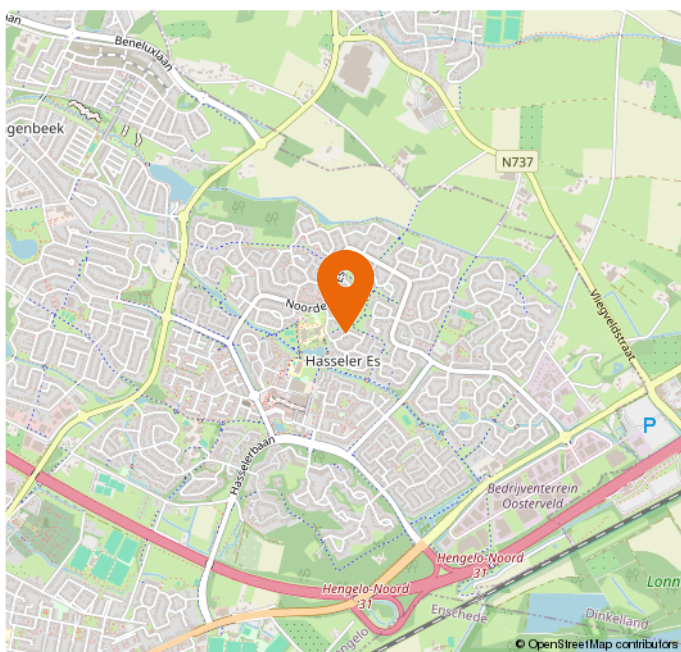 Beneluxlaan
genbeek
N737
Noorde
Vliegveldstraat
Hasseler Es
P
Hasselerbaan
Bedrijventerrein
Oosterveld
Hengelo-Noord
31
Hengelo-Noord
31
Lonn
Enschede
Dinkelland
ngelo
© OpenStreetMap contributors